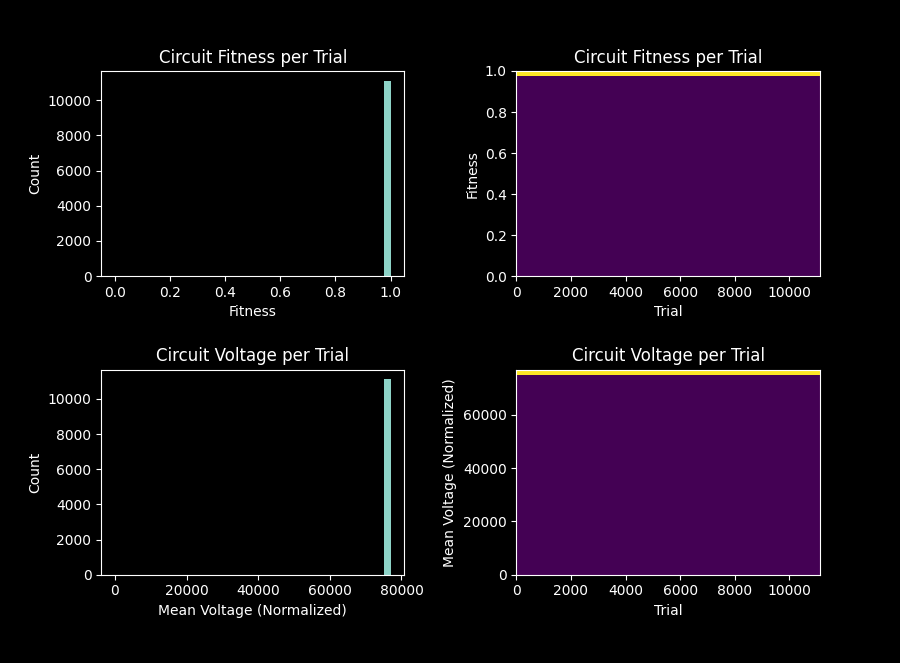 Circuit Fitness per Trial
10000
8000
6000
4000
2000
0
Count
0.0 0.2 0.4 0.6 0.8 1.0
Fitness
Circuit Fitness per Trial
1.0
0.8
0.6
0.4
0.2
0.0
Fitness
0 2000 4000 6000 8000 10000
Trial
Circuit Voltage per Trial
10000
8000
6000
4000
2000
0
Count
0 20000 40000 60000 80000
Mean Voltage (Normalized)
Circuit Voltage per Trial
60000
40000
20000
0
Mean Voltage (Normalized)
0 2000 4000 6000 8000 10000
Trial